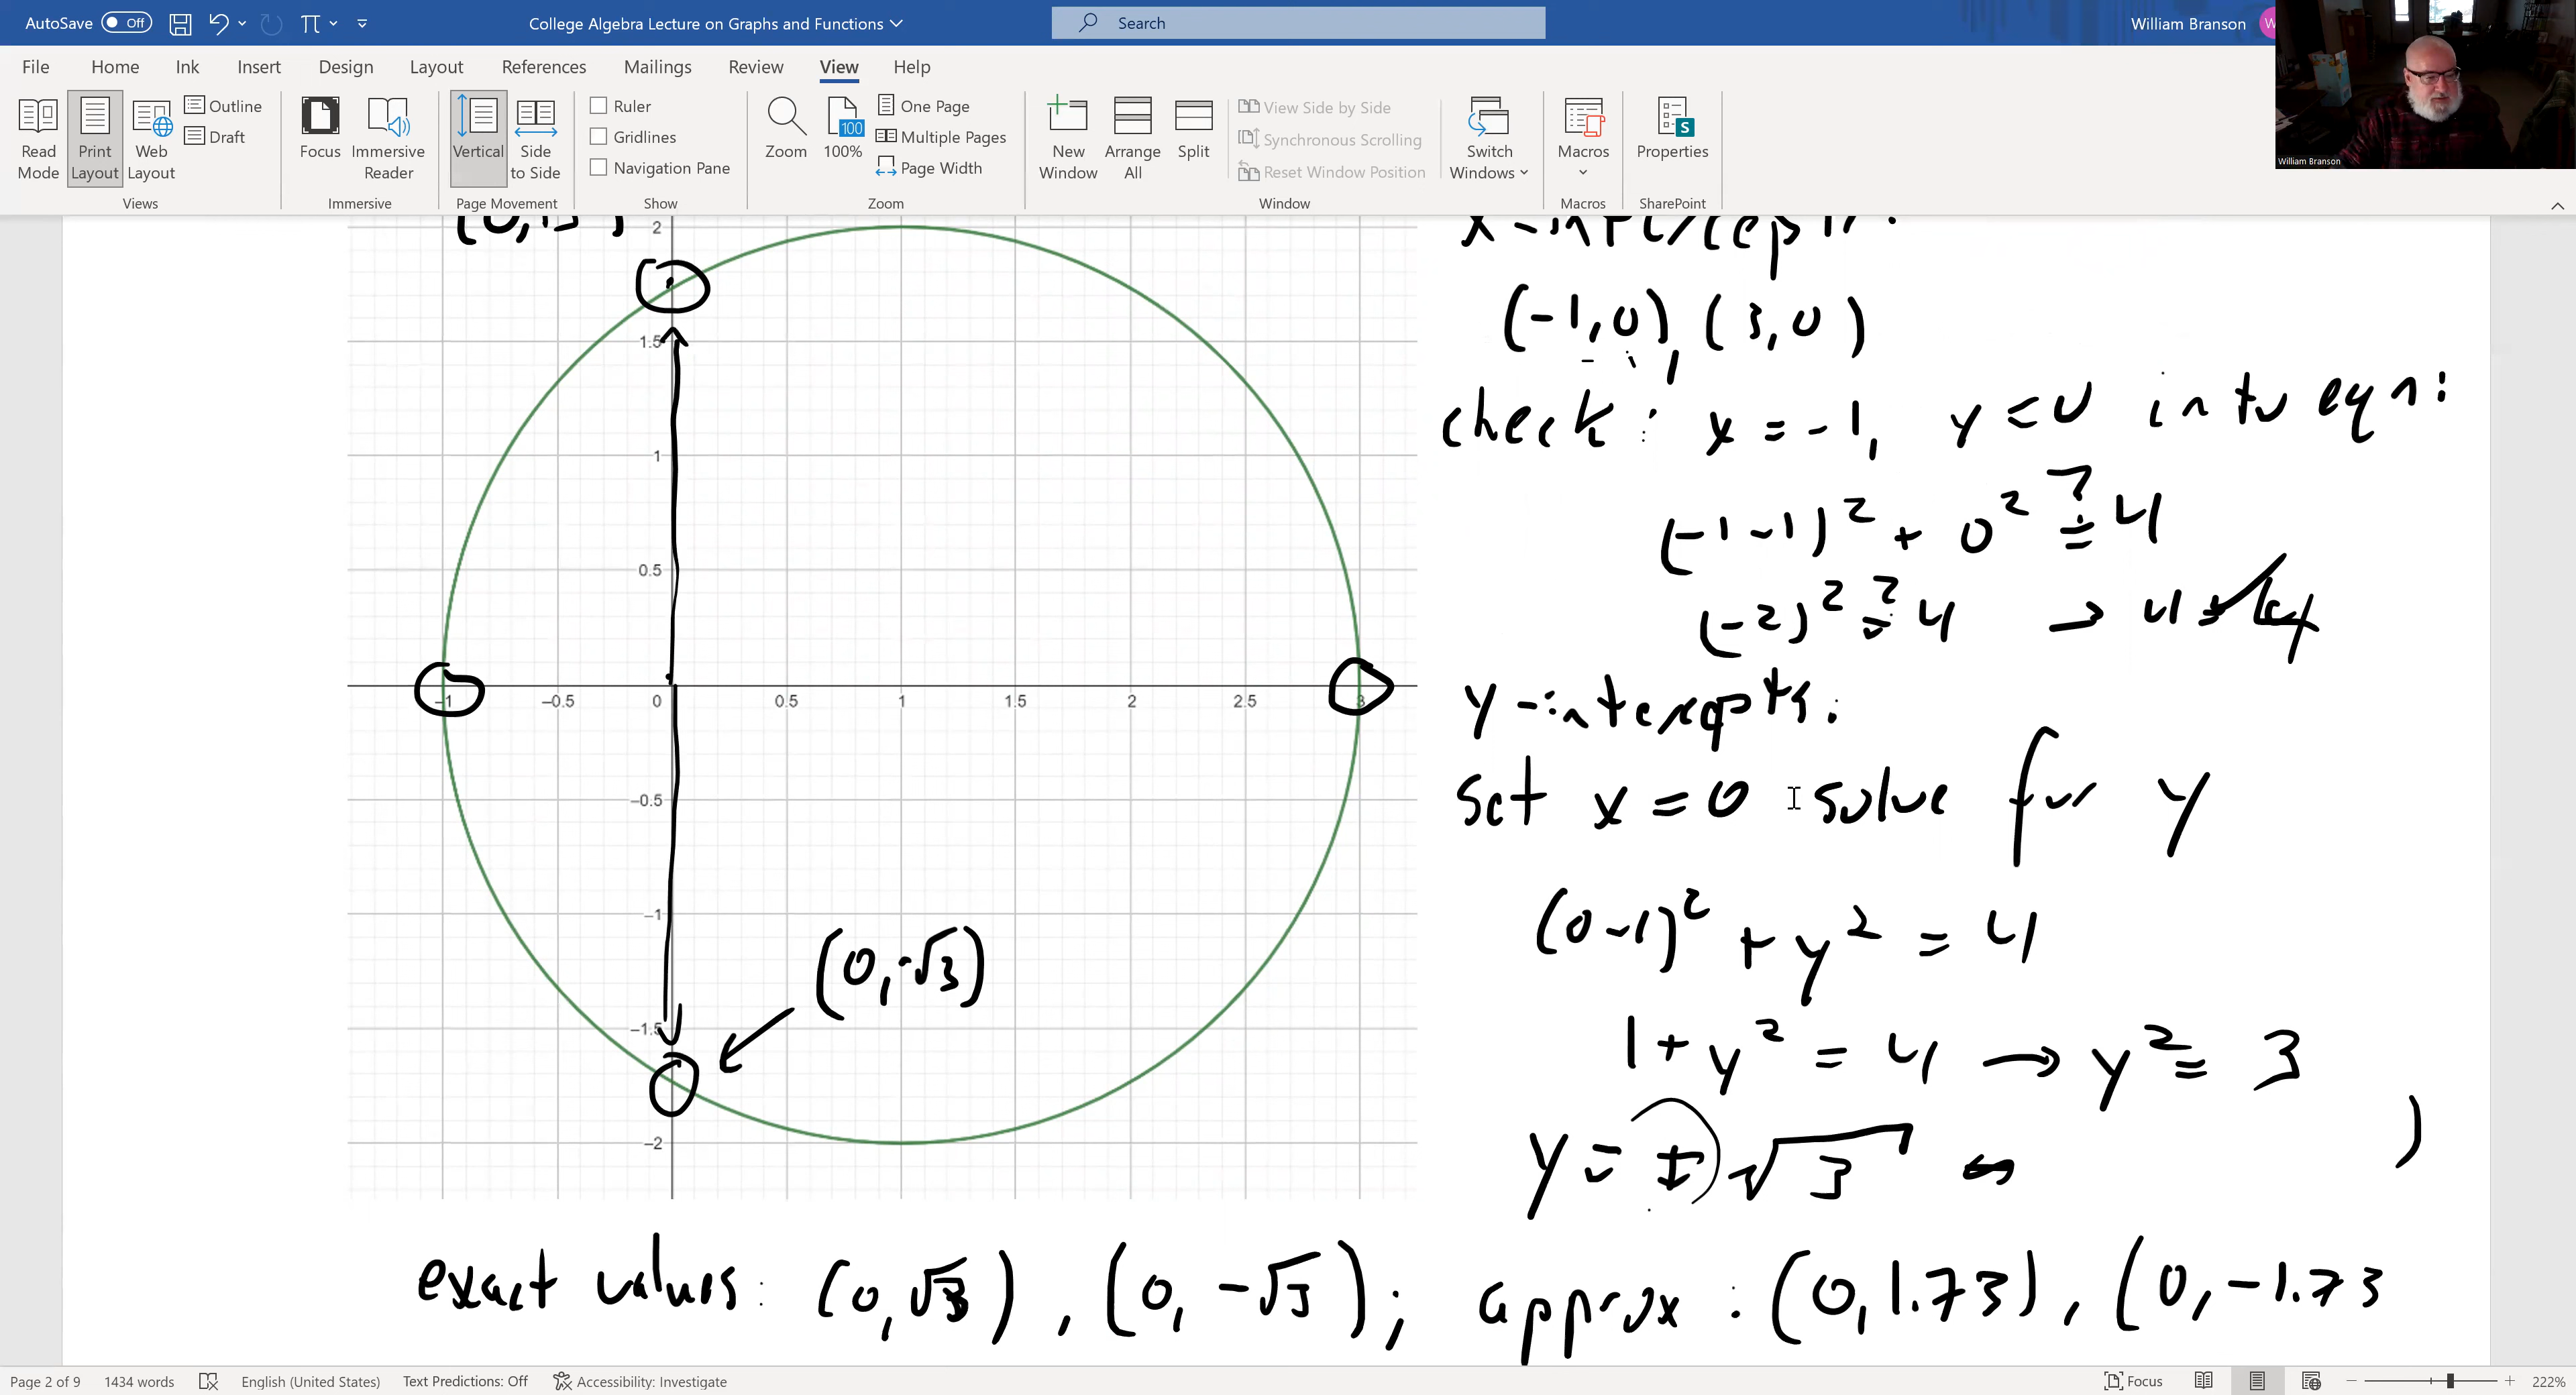 AutoSave Off
College Algebra Lecture on Graphs and Functions
Search
William Branson
File Home Ink Insert Design Layout References Mailings Review View Help
Read Mode
Print Layout
Web Layout
Outline
Draft
Views
Focus
Immersive Reader
Immersive
Vertical
Side to Side
Page Movement
Ruler
Gridlines
Navigation Pane
Show
Zoom
100
100%
One Page
Multiple Pages
Page Width
Zoom
New Window
Arrange All
Split
View Side by Side
Synchronous Scrolling
Reset Window Position
Switch Windows
Window
Macros
Macros
S
Properties
SharePoint
William Branson
2
1.5
1
0.5
-1 -0.5 0 0.5 1 1.5 2 2.5 3
-0.5
-1
-1.5
-2
(0, -√3)
(-1, 0), (3, 0)
check: x = -1, y = 0 into eqn:
(-1 -1)² + 0² ≟ 4
(-2)² ≟ 4 → 4 = 4
y-intercepts:
set x = 0 solve for y
(0-1)² + y² = 4
1 + y² = 4 → y² = 3
y = ± √3
exact values: (0, √3), (0, -√3); approx: (0, 1.73), (0, -1.73)
Page 2 of 9 1434 words English (United States) Text Predictions: Off Accessibility: Investigate Focus 222%